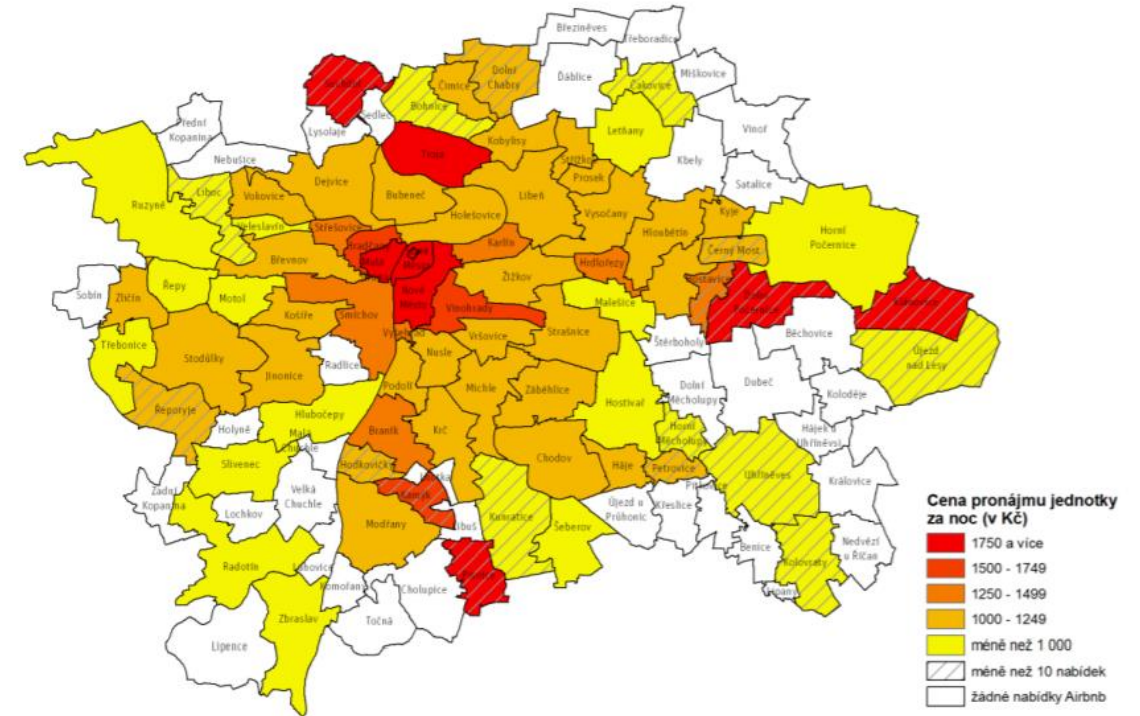 Březiněves
Třeboradice
Dolní
Chabry
Čimice
Ďáblice
Čakovice
Miškovice
Bohnice
Sedlec
Lysolaje
Přední
Kopanina
Nebušice
Kobylisy
Letňany
Vinoř
Kbely
Satalice
Troja
Střížkov
Prosek
Dejvice
Bubeneč
Libeň
Holešovice
Vysočany
Kyje
Liboc
Vokovice
Ruzyně
Veleslavín
Střešovice
Hradčany
Karlín
Hloubětín
Černý Most
Horní
Počernice
Břevnov
Malá
Hrdlořezy
Hostavice
Dolní
Počernice
Klánovice
Nové
Město
Žižkov
Malešice
Běchovice
Sobín
Zličín
Řepy
Motol
Košíře
Smíchov
Vinohrady
Vyšehrad
Vršovice
Strašnice
Štěrboholy
Újezd
nad Lesy
Třebonice
Stodůlky
Jinonice
Radlice
Nusle
Podolí
Michle
Záběhlice
Hostivař
Dolní
Měcholupy
Dubeč
Koloděje
Řeporyje
Holyně
Hlubočepy
Malá
Chuchle
Braník
Krč
Horní
Měcholupy
Hájek u
Uhříněvsi
Hodkovičky
Chodov
Háje
Petrovice
Uhříněves
Královice
Slivenec
Velká
Chuchle
Zadní
Kopanina
Lochkov
Kamýk
Libuš
Kunratice
Šeberov
Újezd u
Průhonic
Křeslice
Pitkovice
Modřany
Benice
Nedvězí
u Říčan
Kolovraty
Lipany
Radotín
Lahovice
Komořany
Cholupice
Točná
Zbraslav
Lipence
Cena pronájmu jednotky
za noc (v Kč)
1750 a více
1500 - 1749
1250 - 1499
1000 - 1249
méně než 1 000
méně než 10 nabídek
žádné nabídky Airbnb